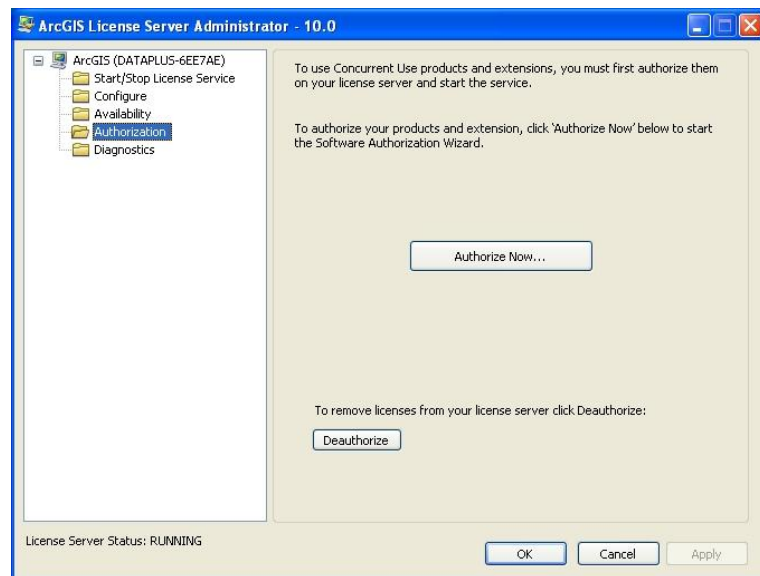 ArcGIS License Server Administrator - 10.0
ArcGIS (DATAPLUS-6EE7AE)
Start/Stop License Service
Configure
Availability
Authorization
Diagnostics
To use Concurrent Use products and extensions, you must first authorize them
on your license server and start the service.
To authorize your products and extension, click 'Authorize Now' below to start
the Software Authorization Wizard.
Authorize Now...
To remove licenses from your license server click Deauthorize:
Deauthorize
License Server Status: RUNNING
OK
Cancel
Apply